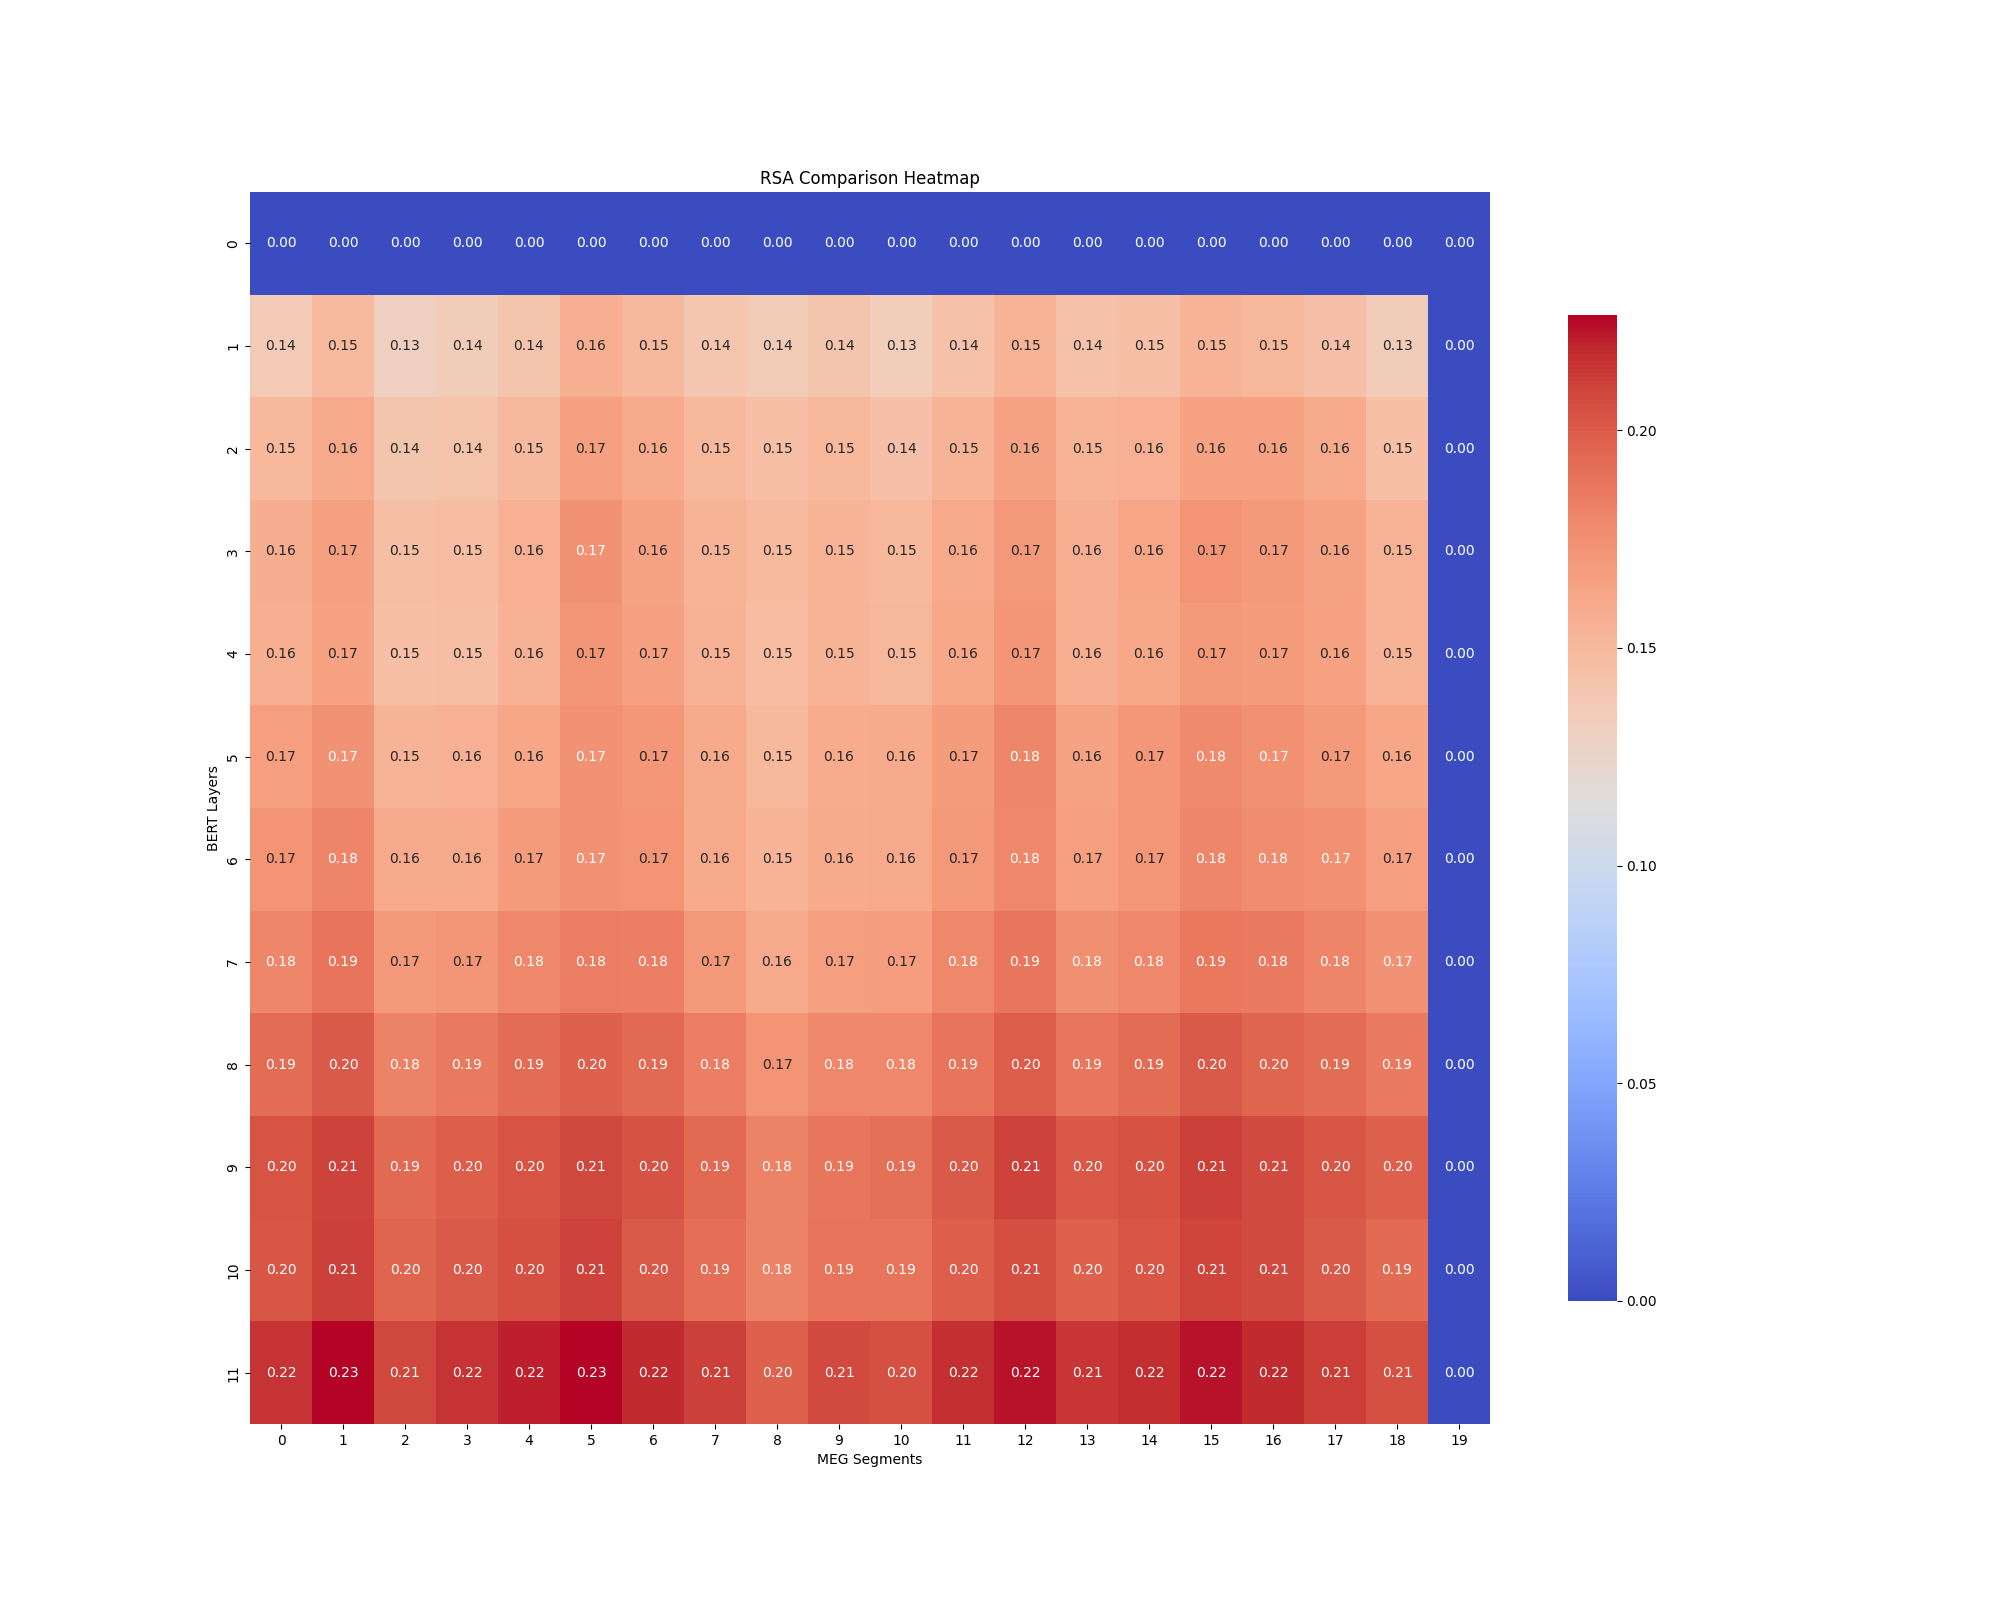 RSA Comparison Heatmap
0 0.00 0.00 0.00 0.00 0.00 0.00 0.00 0.00 0.00 0.00 0.00 0.00 0.00 0.00 0.00 0.00 0.00 0.00 0.00 0.00
1 0.14 0.15 0.13 0.14 0.14 0.16 0.15 0.14 0.14 0.14 0.13 0.14 0.15 0.14 0.15 0.15 0.15 0.14 0.13 0.00
2 0.15 0.16 0.14 0.14 0.15 0.17 0.16 0.15 0.15 0.15 0.14 0.15 0.16 0.15 0.16 0.16 0.16 0.16 0.15 0.00
3 0.16 0.17 0.15 0.15 0.16 0.17 0.16 0.15 0.15 0.15 0.15 0.16 0.17 0.16 0.16 0.17 0.17 0.16 0.15 0.00
4 0.16 0.17 0.15 0.15 0.16 0.17 0.17 0.15 0.15 0.15 0.15 0.16 0.17 0.16 0.16 0.17 0.17 0.16 0.15 0.00
5 0.17 0.17 0.15 0.16 0.16 0.17 0.17 0.16 0.15 0.16 0.16 0.17 0.18 0.16 0.17 0.18 0.17 0.17 0.16 0.00
6 0.17 0.18 0.16 0.16 0.17 0.17 0.17 0.16 0.15 0.16 0.16 0.17 0.18 0.17 0.17 0.18 0.18 0.17 0.17 0.00
7 0.18 0.19 0.17 0.17 0.18 0.18 0.18 0.17 0.16 0.17 0.17 0.18 0.19 0.18 0.18 0.19 0.18 0.18 0.17 0.00
8 0.19 0.20 0.18 0.19 0.19 0.20 0.19 0.18 0.17 0.18 0.18 0.19 0.20 0.19 0.19 0.20 0.20 0.19 0.19 0.00
9 0.20 0.21 0.19 0.20 0.20 0.21 0.20 0.19 0.18 0.19 0.19 0.20 0.21 0.20 0.20 0.21 0.21 0.20 0.20 0.00
10 0.20 0.21 0.20 0.20 0.20 0.21 0.20 0.19 0.18 0.19 0.19 0.20 0.21 0.20 0.20 0.21 0.21 0.20 0.19 0.00
11 0.22 0.23 0.21 0.22 0.22 0.23 0.22 0.21 0.20 0.21 0.20 0.22 0.22 0.21 0.22 0.22 0.22 0.21 0.21 0.00
0 1 2 3 4 5 6 7 8 9 10 11 12 13 14 15 16 17 18 19
MEG Segments
BERT Layers
0.20
0.15
0.10
0.05
0.00